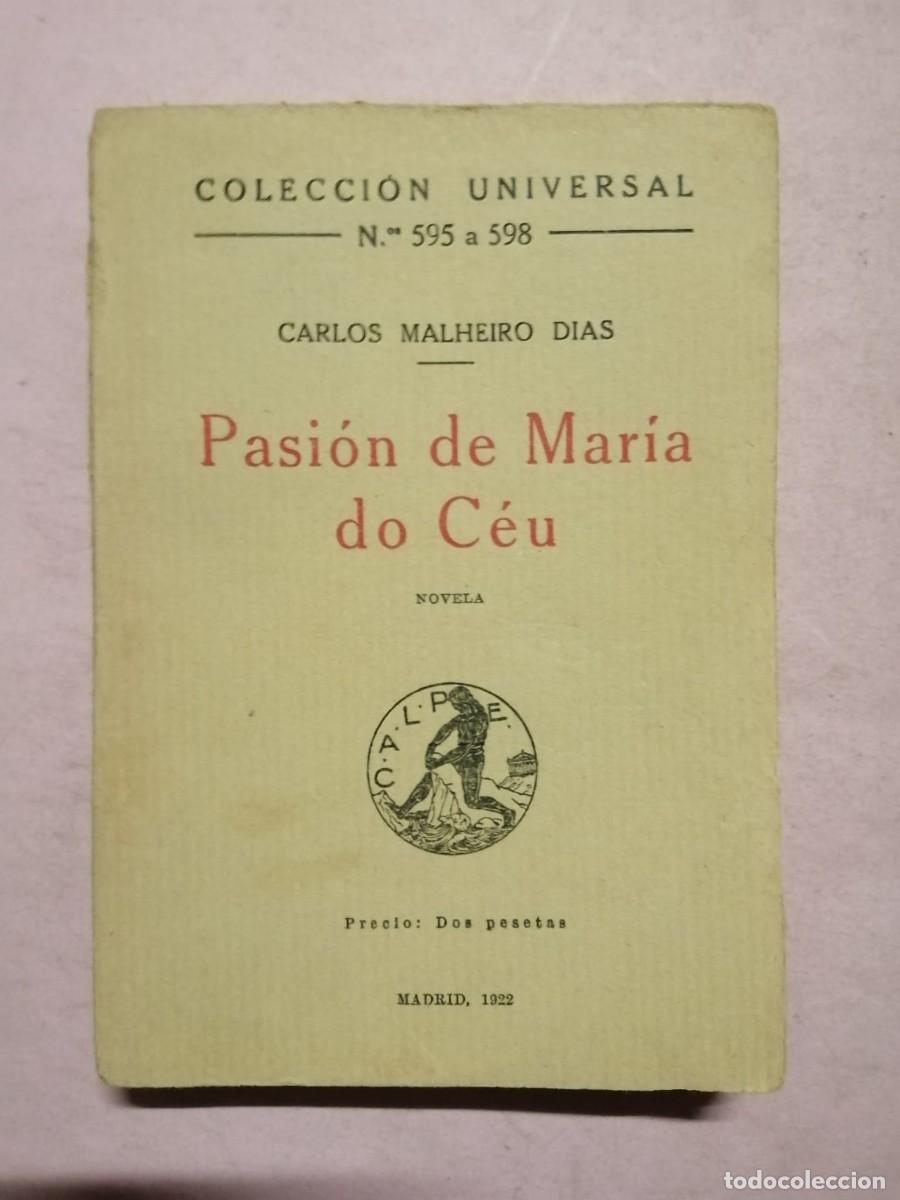 COLECCIÓN UNIVERSAL
N.os 595 a 598
CARLOS MALHEIRO DIAS
Pasión de María
do Céu
NOVELA
C.A.L.P.E.
Precio: Dos pesetas
MADRID, 1922
todocoleccion